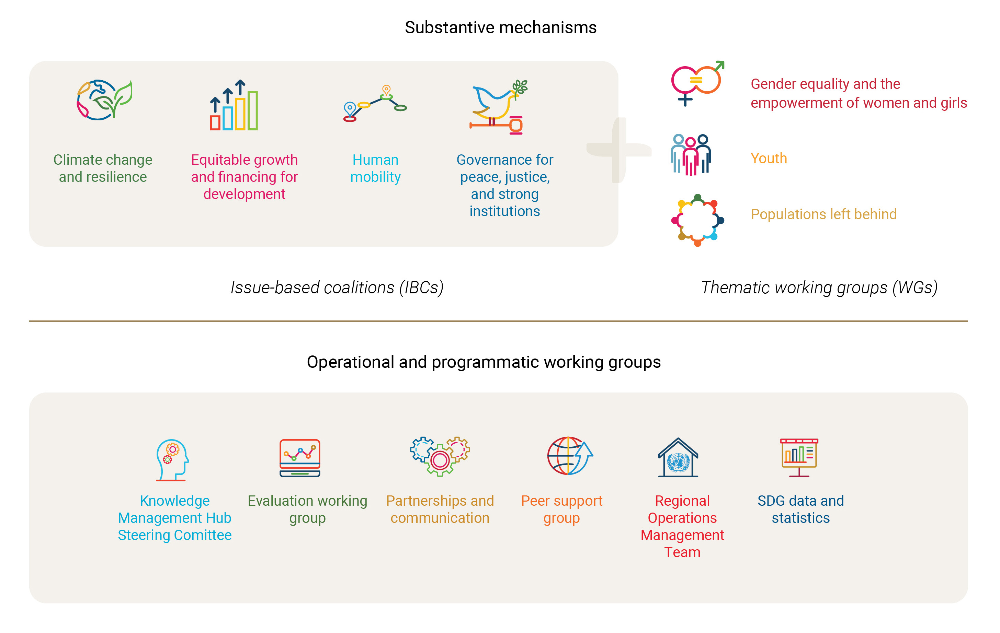 Substantive mechanisms
Climate change
and resilience
Equitable growth
and financing for
development
Human
mobility
Governance for
peace, justice,
and strong
institutions
Gender equality and the
empowerment of women and girls
Youth
Populations left behind
Issue-based coalitions (IBCs)
Thematic working groups (WGs)
Operational and programmatic working groups
Knowledge
Management Hub
Steering Comittee
Evaluation working
group
Partnerships and
communication
Peer support
group
Regional
Operations
Management
Team
SDG data and
statistics